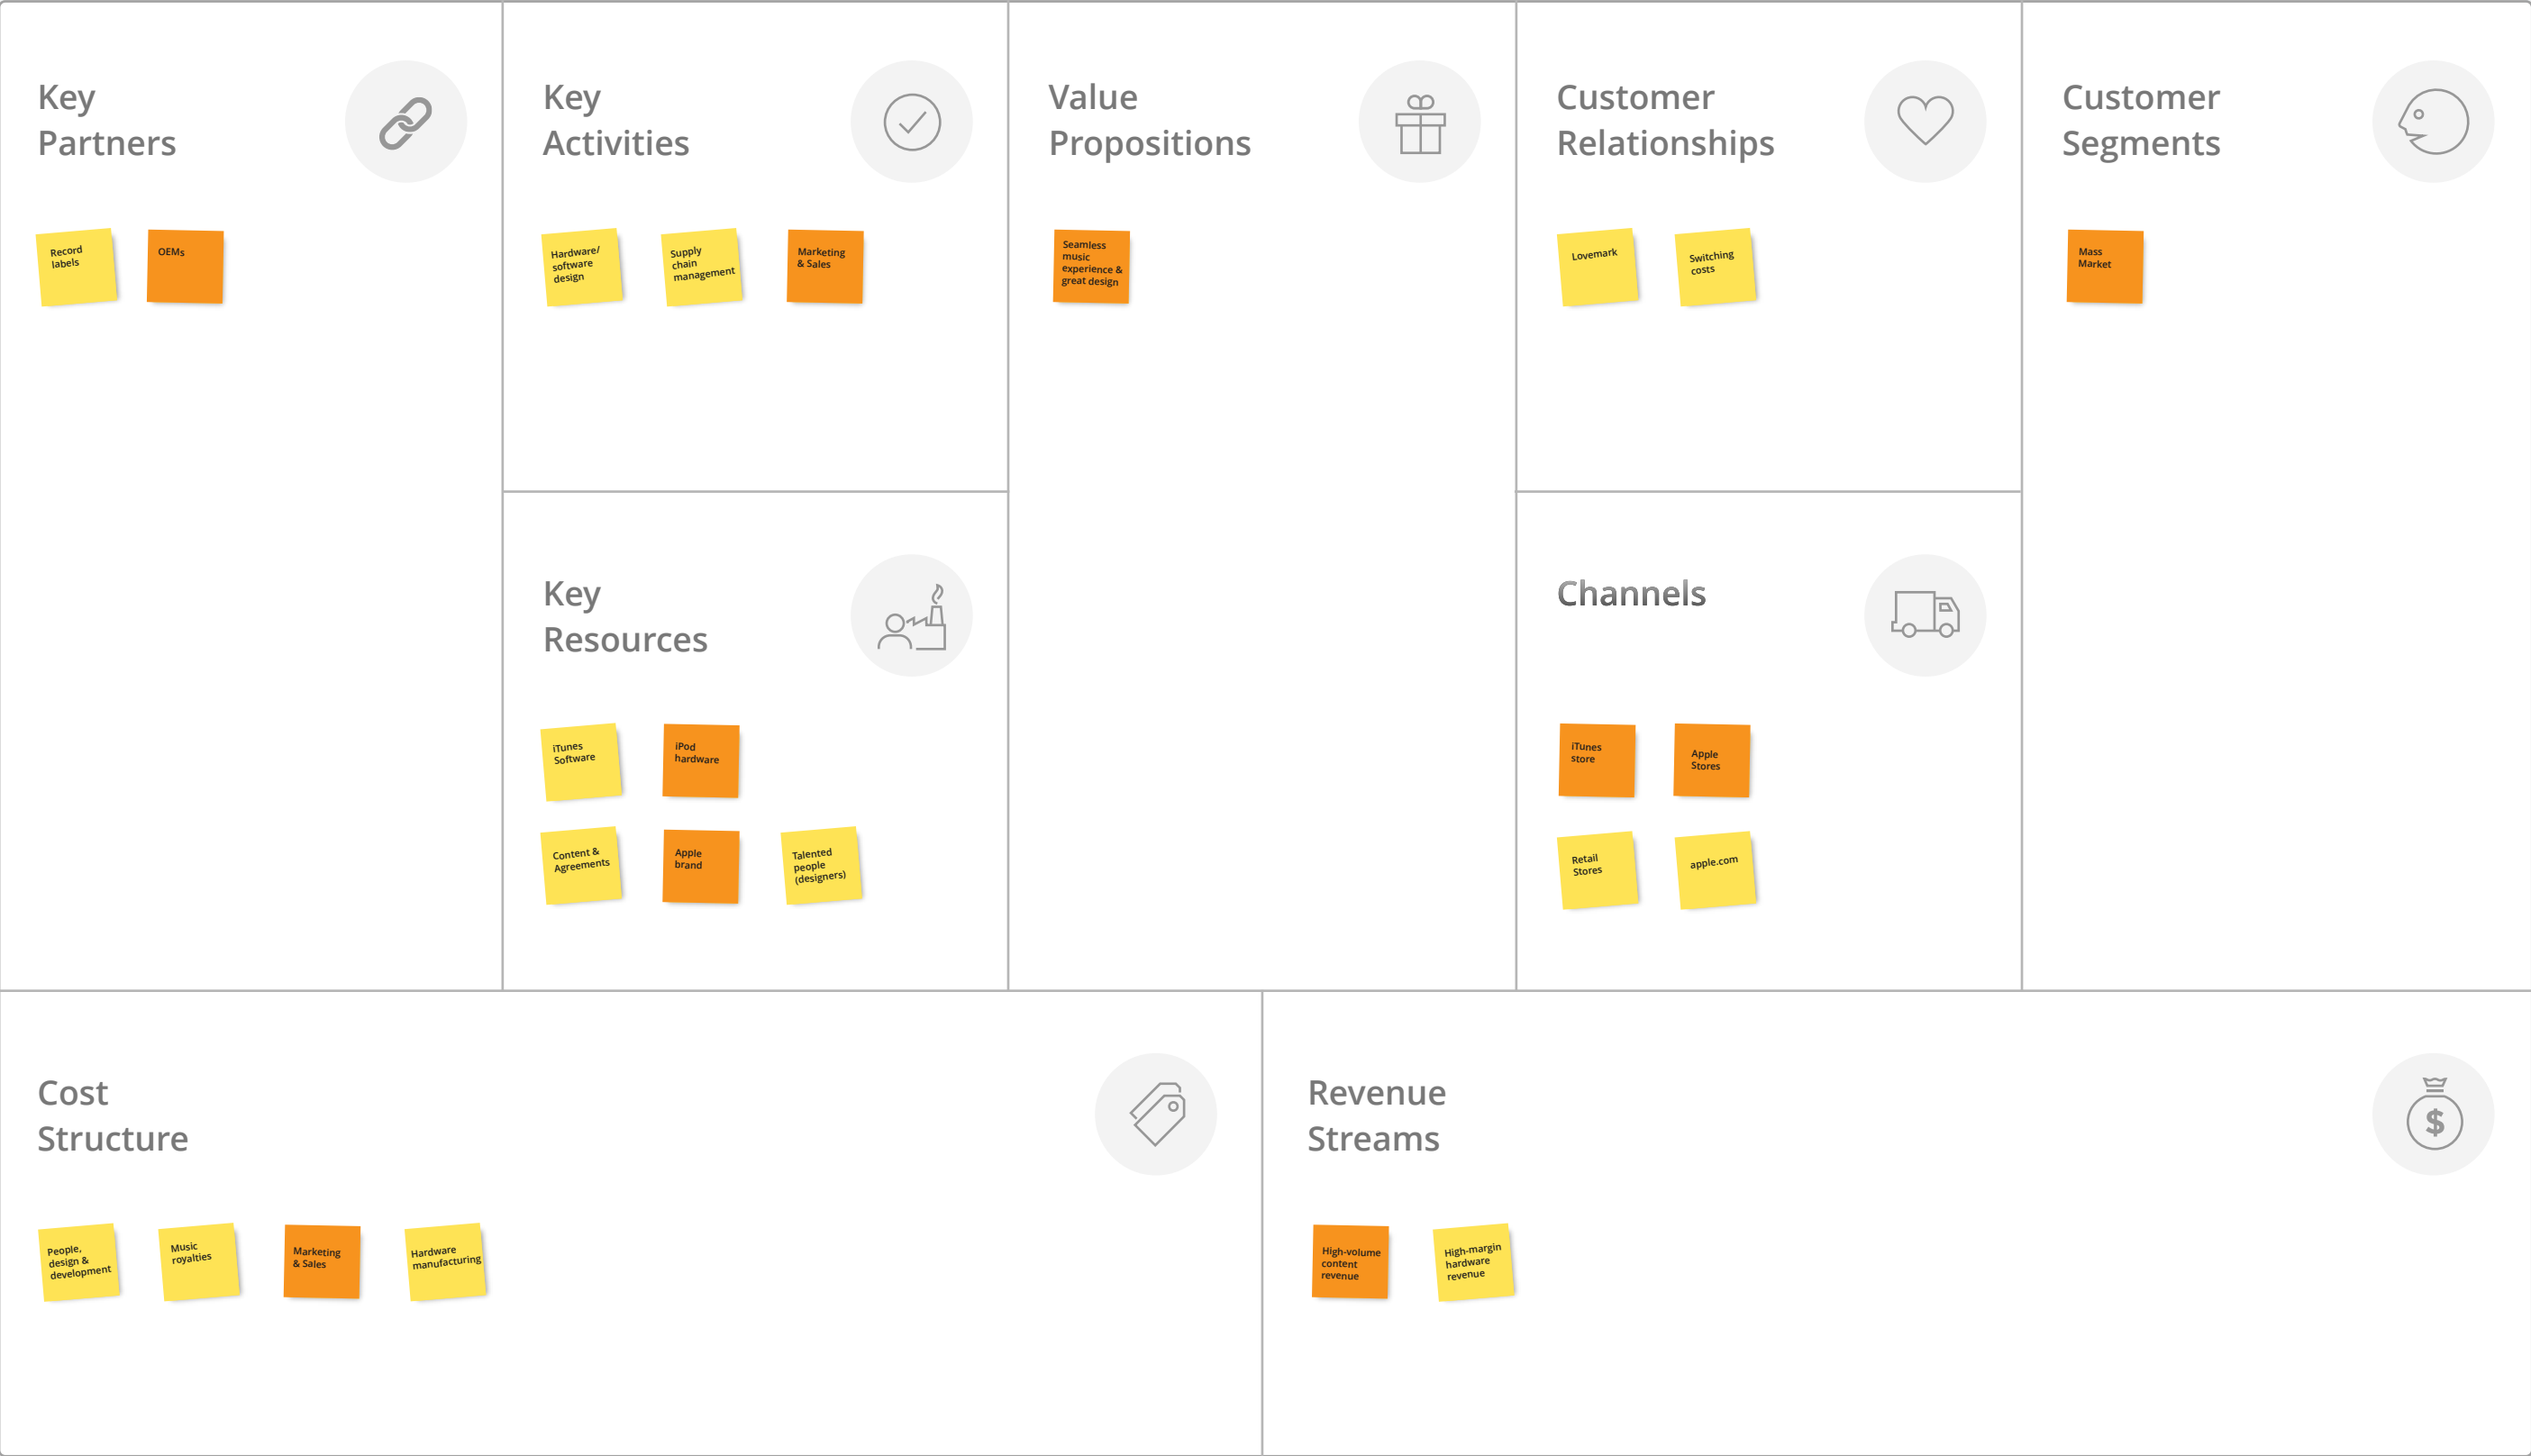 Key
Partners
Record
labels
OEMs
Key
Activities
Hardware/
software
design
Supply
chain
management
Marketing
& Sales
Key
Resources
iTunes
Software
iPod
hardware
Content &
Agreements
Apple
brand
Talented
people
(designers)
Value
Propositions
Seamless
music
experience &
great design
Customer
Relationships
Lovemark
Switching
costs
Channels
iTunes
store
Apple
Stores
Retail
Stores
apple.com
Customer
Segments
Mass
Market
Cost
Structure
People,
design &
development
Music
royalties
Marketing
& Sales
Hardware
manufacturing
Revenue
Streams
$
High-volume
content
revenue
High-margin
hardware
revenue